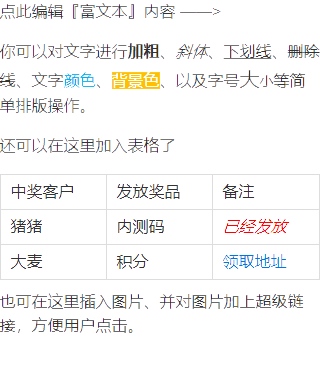 点此编辑『富文本』内容 ——>
你可以对文字进行加粗、斜体、下划线、删除
线、文字颜色、背景色、以及字号大小等简
单排版操作。
还可以在这里加入表格了
中奖客户 发放奖品 备注
猪猪 内测码 已经发放
大麦 积分 领取地址
也可在这里插入图片、并对图片加上超级链
接，方便用户点击。